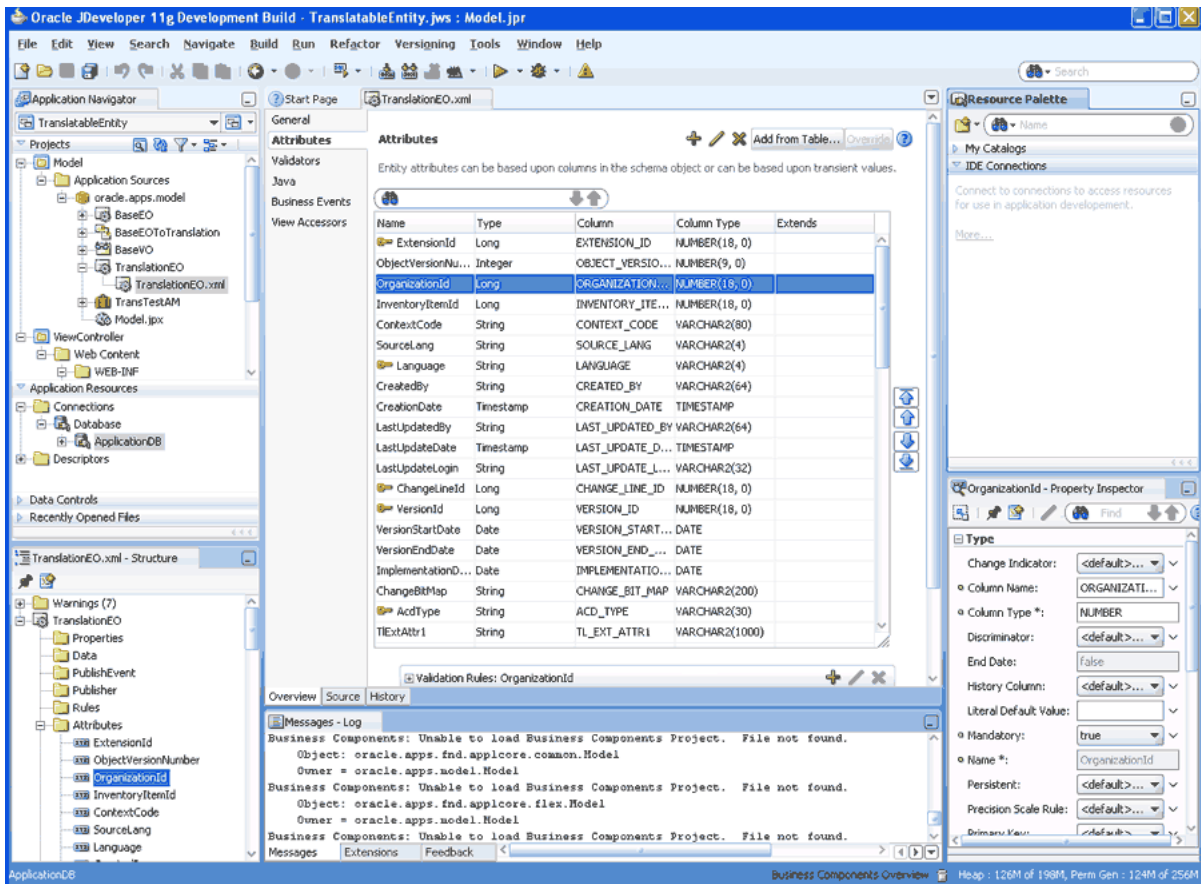 Oracle JDeveloper 11g Development Build - TranslatableEntity.jws : Model.jpr
File Edit View Search Navigate Build Run Refactor Versioning Tools Window Help
Search
Application Navigator
TranslatableEntity
Projects
Model
Application Sources
oracle.apps.model
BaseEO
BaseEOToTranslation
BaseVO
TranslationEO
TranslationEO.xml
TransTestAM
Model.jpx
ViewController
Web Content
WEB-INF
Application Resources
Connections
Database
ApplicationDB
Descriptors
Data Controls
Recently Opened Files
TranslationEO.xml - Structure
Warnings (7)
TranslationEO
Properties
Data
PublishEvent
Publisher
Rules
Attributes
ExtensionId
ObjectVersionNumber
OrganizationId
InventoryItemId
ContextCode
SourceLang
Language
Start Page TranslationEO.xml
General
Attributes
Validators
Java
Business Events
View Accessors
Attributes Add from Table... Override
Entity attributes can be based upon columns in the schema object or can be based upon transient values.
Name Type Column Column Type Extends
ExtensionId Long EXTENSION_ID NUMBER(18, 0)
ObjectVersionNu... Integer OBJECT_VERSIO... NUMBER(9, 0)
OrganizationId Long ORGANIZATION... NUMBER(18, 0)
InventoryItemId Long INVENTORY_ITE... NUMBER(18, 0)
ContextCode String CONTEXT_CODE VARCHAR2(80)
SourceLang String SOURCE_LANG VARCHAR2(4)
Language String LANGUAGE VARCHAR2(4)
CreatedBy String CREATED_BY VARCHAR2(64)
CreationDate Timestamp CREATION_DATE TIMESTAMP
LastUpdatedBy String LAST_UPDATED_BY VARCHAR2(64)
LastUpdateDate Timestamp LAST_UPDATE_D... TIMESTAMP
LastUpdateLogin String LAST_UPDATE_L... VARCHAR2(32)
ChangeLineId Long CHANGE_LINE_ID NUMBER(18, 0)
VersionId Long VERSION_ID NUMBER(18, 0)
VersionStartDate Date VERSION_START... DATE
VersionEndDate Date VERSION_END_... DATE
ImplementationD... Date IMPLEMENTATIO... DATE
ChangeBitMap String CHANGE_BIT_MAP VARCHAR2(200)
AcdType String ACD_TYPE VARCHAR2(30)
TlExtAttr1 String TL_EXT_ATTR1 VARCHAR2(1000)
Validation Rules: OrganizationId
Overview Source History
Messages - Log
Business Components: Unable to load Business Components Project. File not found.
Object: oracle.apps.fnd.applcore.common.Model
Owner = oracle.apps.model.Model
Business Components: Unable to load Business Components Project. File not found.
Object: oracle.apps.fnd.applcore.flex.Model
Owner = oracle.apps.model.Model
Business Components: Unable to load Business Components Project. File not found.
Messages Extensions Feedback
Resource Palette
Name
My Catalogs
IDE Connections
Connect to connections to access resources
for use in application developement.
More...
OrganizationId - Property Inspector
Find
Type
Change Indicator: <default>...
Column Name: ORGANIZATI...
Column Type *: NUMBER
Discriminator: <default>...
End Date: false
History Column: <default>...
Literal Default Value:
Mandatory: true
Name *: OrganizationId
Persistent: <default>...
Precision Scale Rule: <default>...
Primary Key: <default>...
ApplicationDB Business Components Overview Heap : 126M of 198M, Perm Gen : 124M of 256M